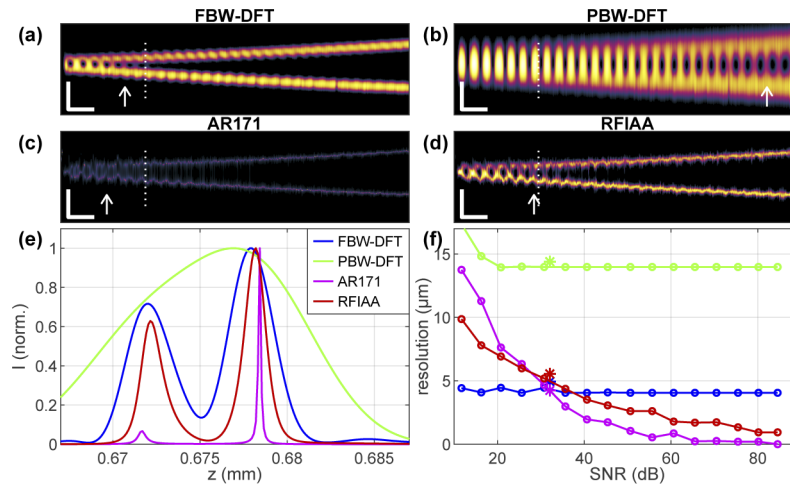 FBW-DFT
PBW-DFT
(a)
(b)
AR171
RFIAA
(c)
(d)
(e)
(f)
1
0.8
0.6
0.4
0.2
0
I (norm.)
FBW-DFT
PBW-DFT
AR171
RFIAA
0.67
0.675
0.68
0.685
z (mm)
15
10
5
0
resolution (μm)
20
40
60
80
SNR (dB)